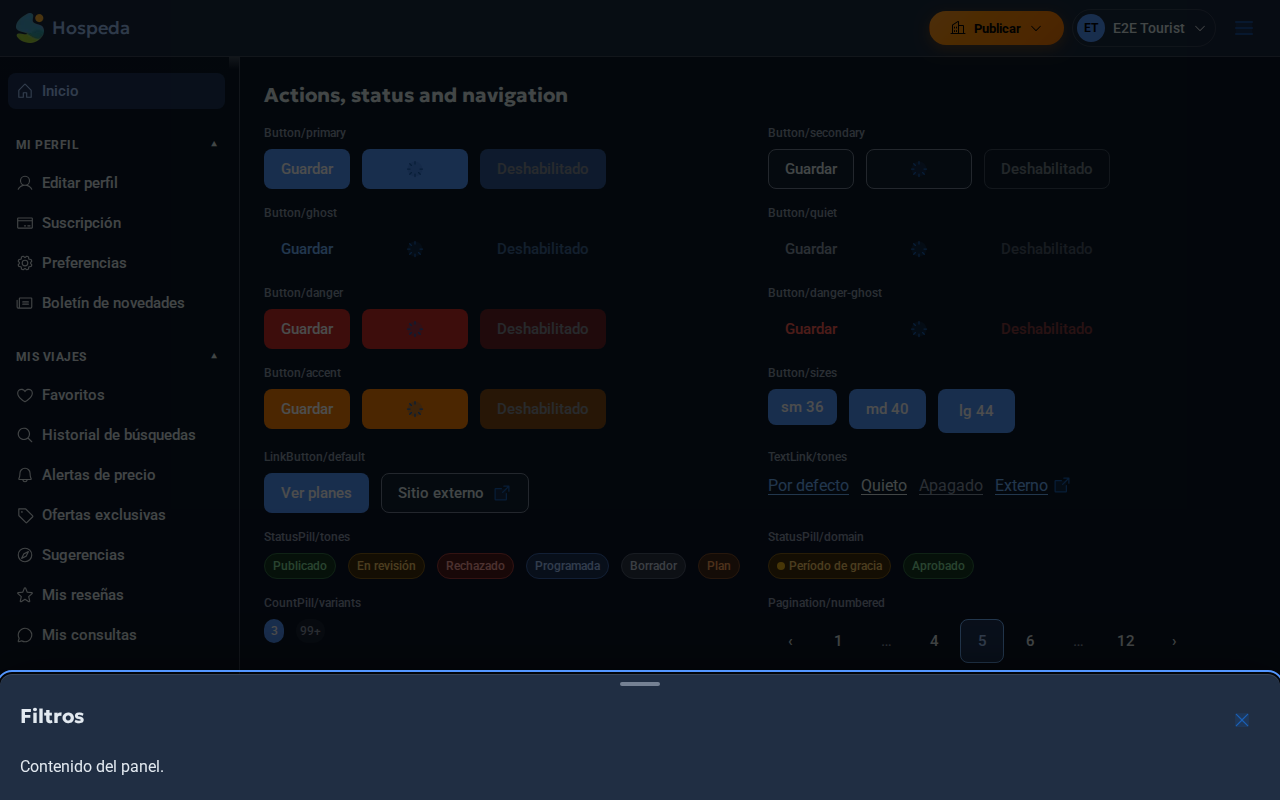 Hospeda
Publicar
ET E2E Tourist
Inicio
MI PERFIL
Editar perfil
Suscripción
Preferencias
Boletín de novedades
MIS VIAJES
Favoritos
Historial de búsquedas
Alertas de precio
Ofertas exclusivas
Sugerencias
Mis reseñas
Mis consultas
Actions, status and navigation
Button/primary
Guardar Deshabilitado
Button/secondary
Guardar Deshabilitado
Button/ghost
Guardar Deshabilitado
Button/quiet
Guardar Deshabilitado
Button/danger
Guardar Deshabilitado
Button/danger-ghost
Guardar Deshabilitado
Button/accent
Guardar Deshabilitado
Button/sizes
sm 36 md 40 lg 44
LinkButton/default
Ver planes Sitio externo
TextLink/tones
Por defecto Quieto Apagado Externo
StatusPill/tones
Publicado En revisión Rechazado Programada Borrador Plan
StatusPill/domain
Período de gracia Aprobado
CountPill/variants
3 99+
Pagination/numbered
‹ 1 … 4 5 6 … 12 ›
Filtros
Contenido del panel.